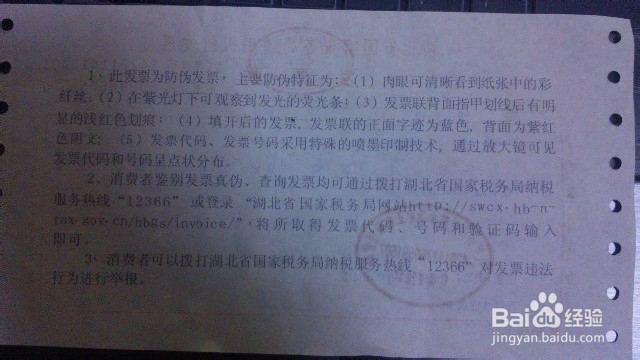 1、此发票为防伪发票，主要防伪特征为：（1）肉眼可清晰看到纸张中的彩
纤丝；（2）在紫光灯下可观察到发光的荧光条；（3）发票联背面指甲划线后有明
显的浅红色划痕；（4）填开后的发票，发票联的正面字迹为蓝色，背面为紫红
色阴文；（5）发票代码、发票号码采用特殊的喷墨印制技术，通过放大镜可见
发票代码和号码呈点状分布。
2、消费者鉴别发票真伪、查询发票均可通过拨打湖北省国家税务局纳税
服务热线“12366”或登录“湖北省国家税务局网站http://swcx.hb-n-
tax.gov.cn/hbgs/invoice/”，将所取得发票代码、号码和验证码输入
即可。
3、消费者可以拨打湖北省国家税务局纳税服务热线“12366”对发票违法
行为进行举报。
Bai du 经验
jingyan.baidu.com